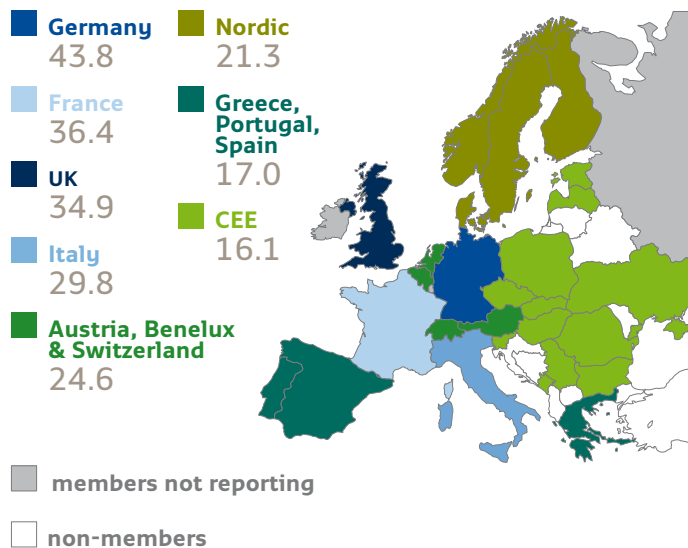 Germany
43.8
France
36.4
UK
34.9
Italy
29.8
Austria, Benelux
& Switzerland
24.6
Nordic
21.3
Greece,
Portugal,
Spain
17.0
CEE
16.1
members not reporting
non-members